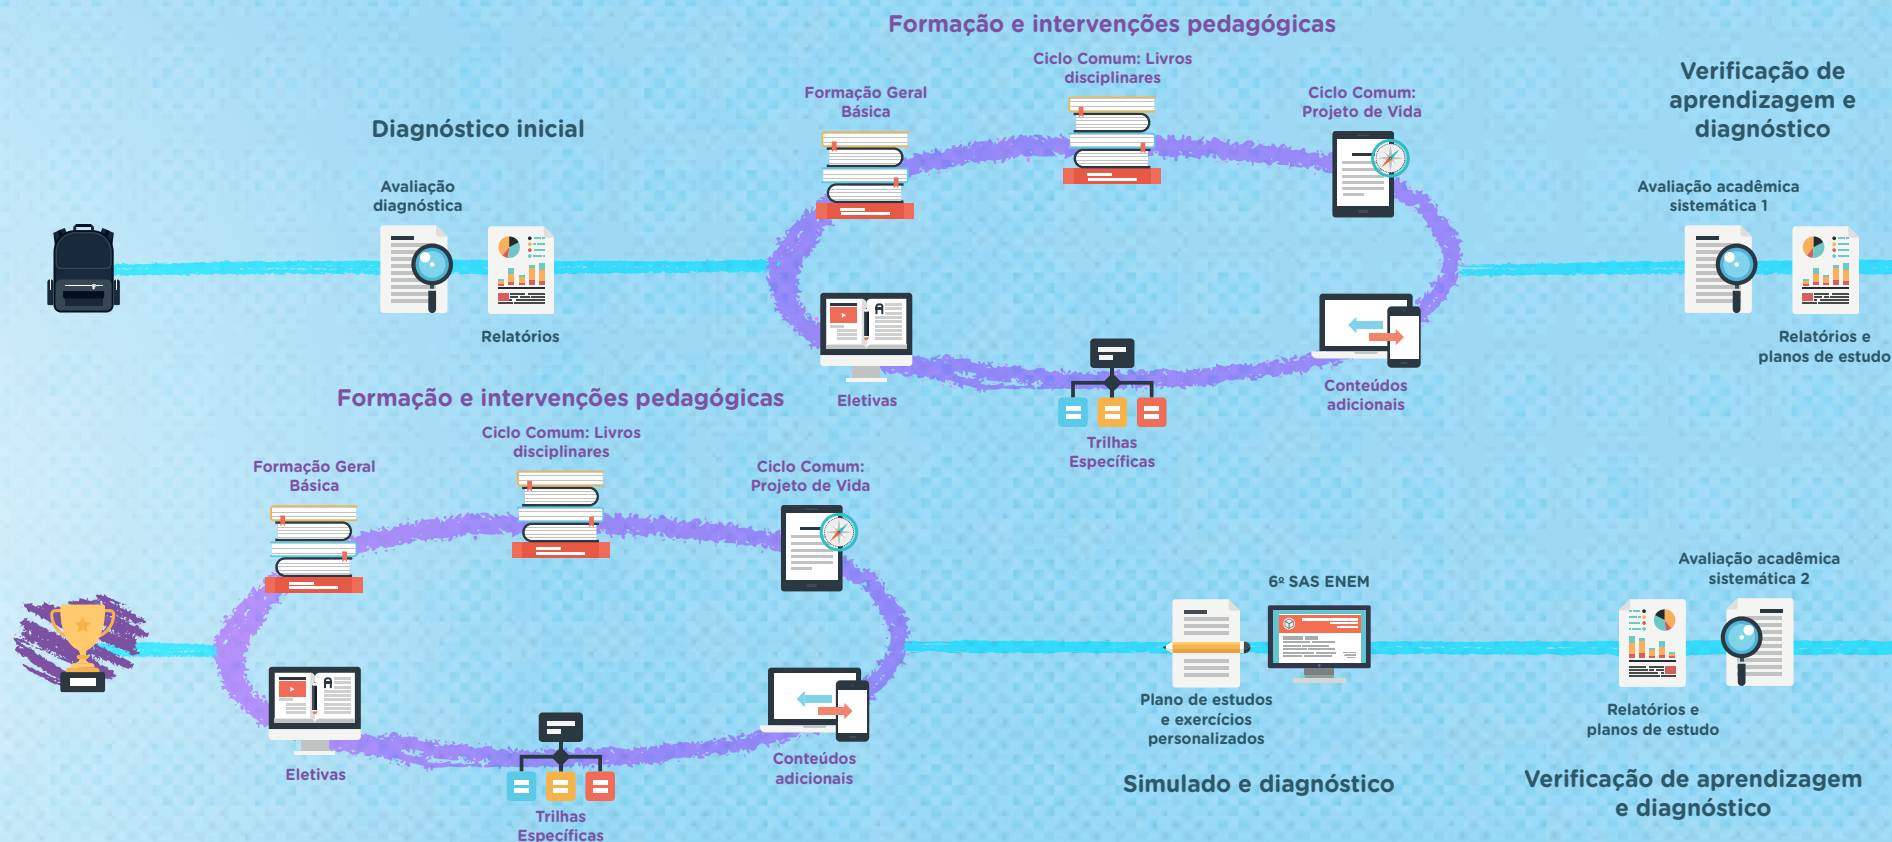 Formação e intervenções pedagógicas
Ciclo Comum: Livros
disciplinares
Formação Geral
Básica
Ciclo Comum:
Projeto de Vida
Verificação de
aprendizagem e
diagnóstico
Diagnóstico inicial
Avaliação
diagnóstica
Relatórios
Avaliação acadêmica
sistemática 1
Relatórios e
planos de estudo
Eletivas
Trilhas
Específicas
Conteúdos
adicionais
Formação e intervenções pedagógicas
Ciclo Comum: Livros
disciplinares
Formação Geral
Básica
Ciclo Comum:
Projeto de Vida
Eletivas
Trilhas
Específicas
Conteúdos
adicionais
6º SAS ENEM
Plano de estudos
e exercícios
personalizados
Simulado e diagnóstico
Avaliação acadêmica
sistemática 2
Relatórios e
planos de estudo
Verificação de aprendizagem
e diagnóstico